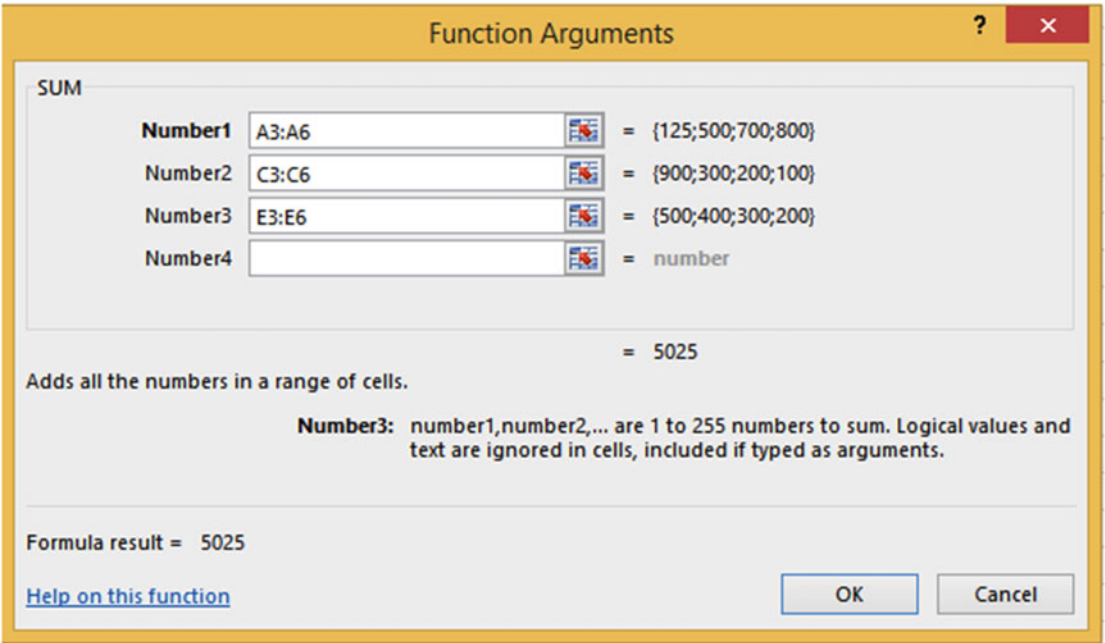 Function Arguments ? ×
SUM
Number1 A3:A6 = {125;500;700;800}
Number2 C3:C6 = {900;300;200;100}
Number3 E3:E6 = {500;400;300;200}
Number4 = number
= 5025
Adds all the numbers in a range of cells.
Number3: number1,number2,... are 1 to 255 numbers to sum. Logical values and
text are ignored in cells, included if typed as arguments.
Formula result = 5025
Help on this function OK Cancel